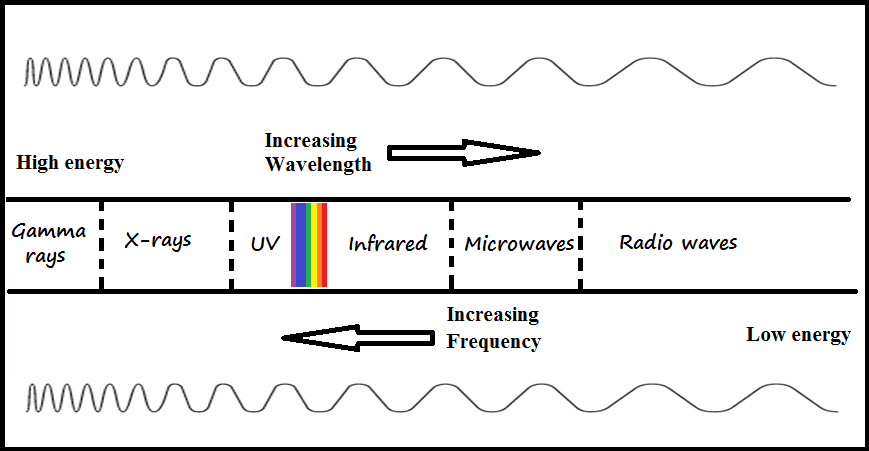 Increasing
Wavelength
High energy
Gamma
rays
X-rays
UV
Infrared
Microwaves
Radio waves
Increasing
Frequency
Low energy